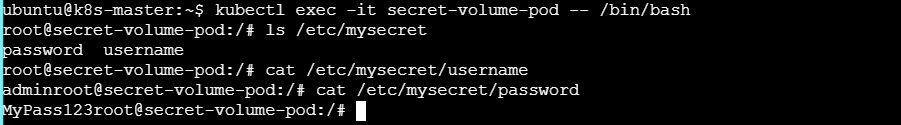 ubuntu@k8s-master:~$ kubectl exec -it secret-volume-pod -- /bin/bash
root@secret-volume-pod:/# ls /etc/mysecret
password  username
root@secret-volume-pod:/# cat /etc/mysecret/username
adminroot@secret-volume-pod:/# cat /etc/mysecret/password
MyPass123root@secret-volume-pod:/#